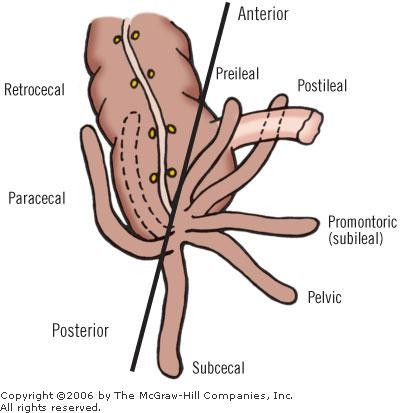 Anterior
Preileal
Postileal
Retrocecal
Paracecal
Promontoric
(subileal)
Pelvic
Posterior
Subcecal
Copyright ©2006 by The McGraw-Hill Companies, Inc.
All rights reserved.